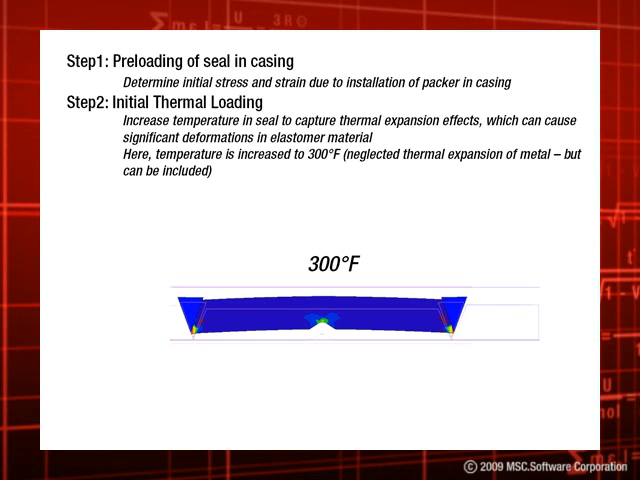 Step1: Preloading of seal in casing
Determine initial stress and strain due to installation of packer in casing
Step2: Initial Thermal Loading
Increase temperature in seal to capture thermal expansion effects, which can cause
significant deformations in elastomer material
Here, temperature is increased to 300°F (neglected thermal expansion of metal – but
can be included)
300°F
© 2009 MSC.Software Corporation